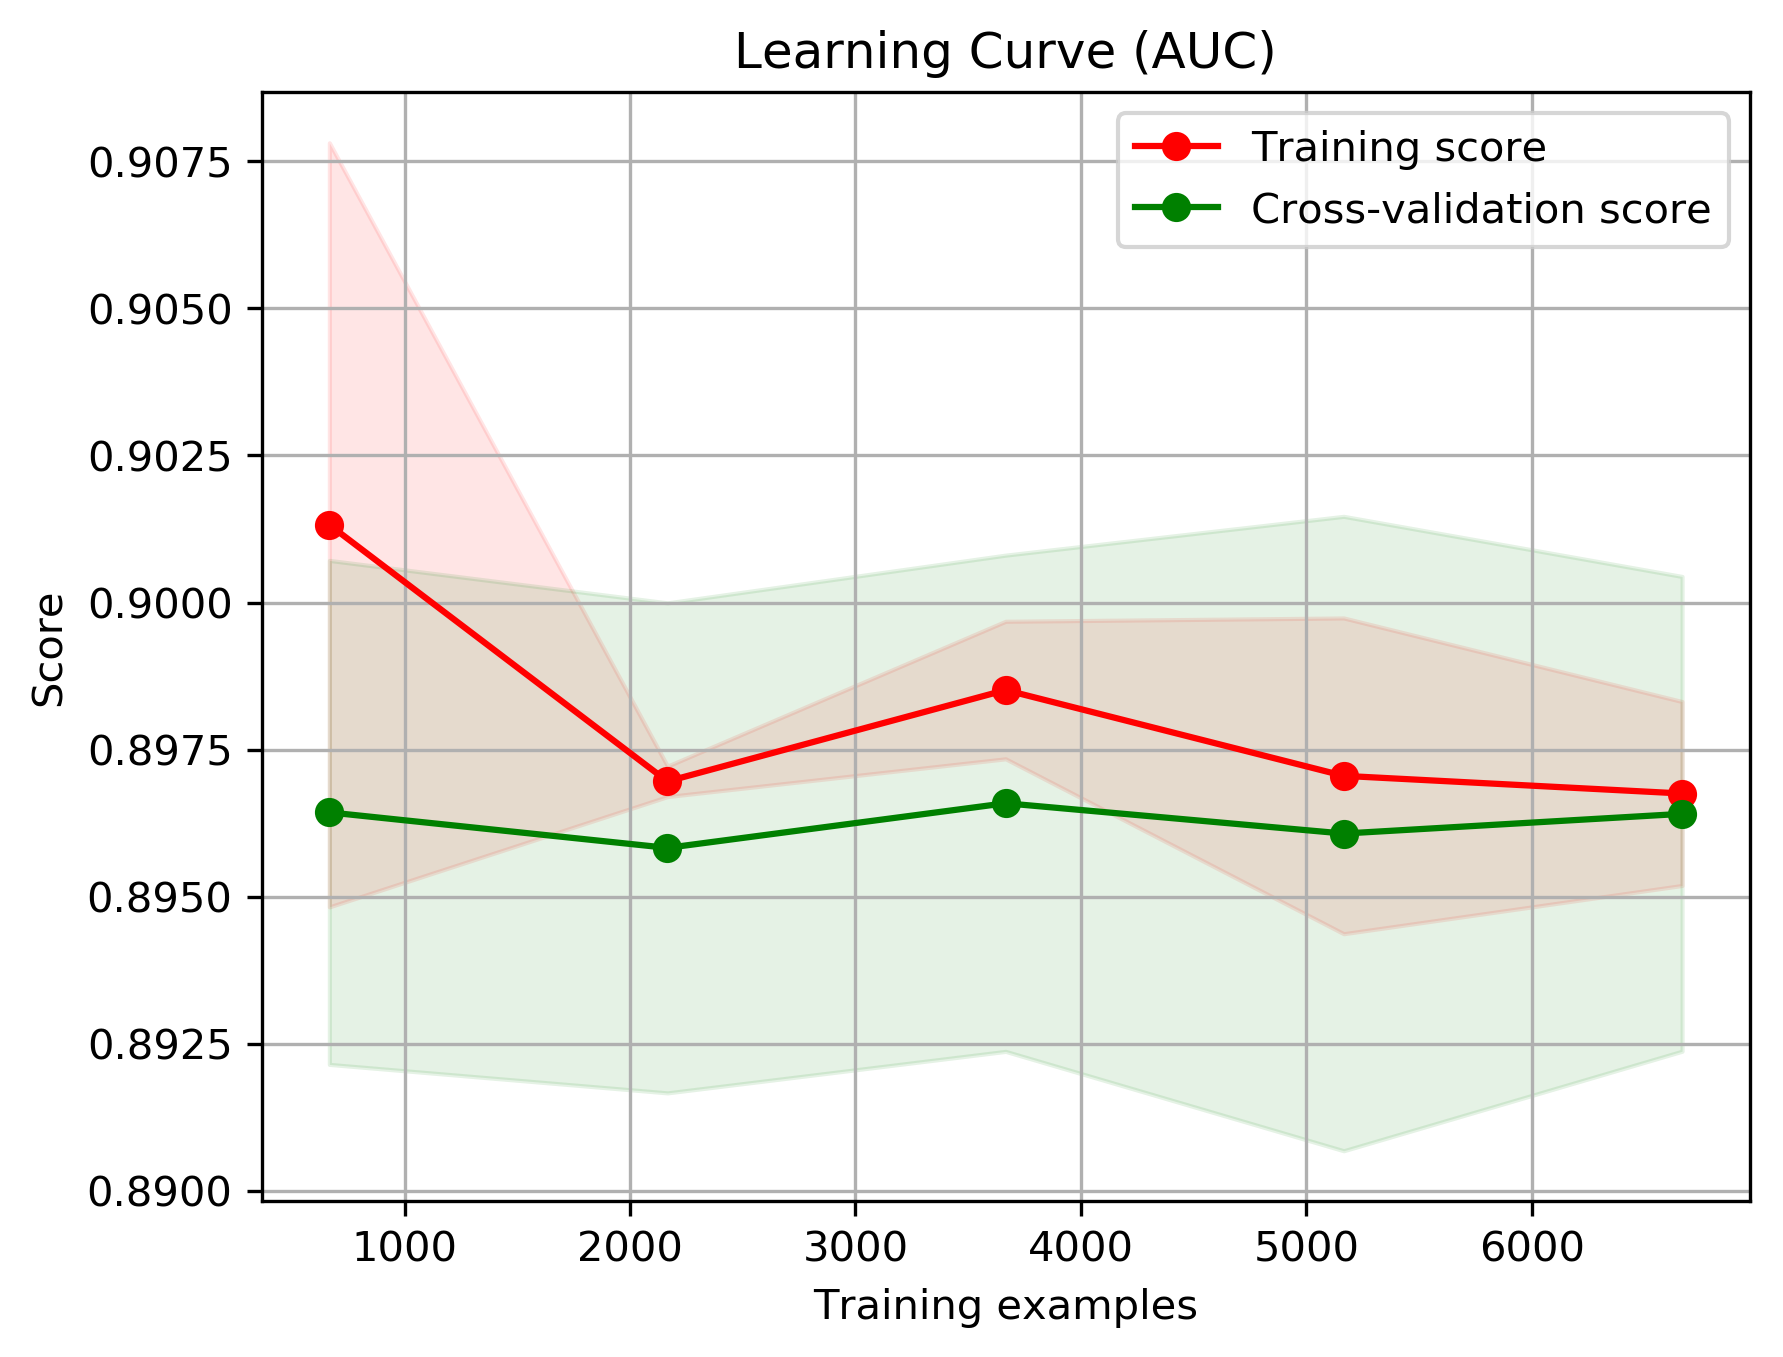 Learning Curve (AUC)
Training score
Cross-validation score
0.9075
0.9050
0.9025
0.9000
0.8975
0.8950
0.8925
0.8900
Score
1000 2000 3000 4000 5000 6000
Training examples